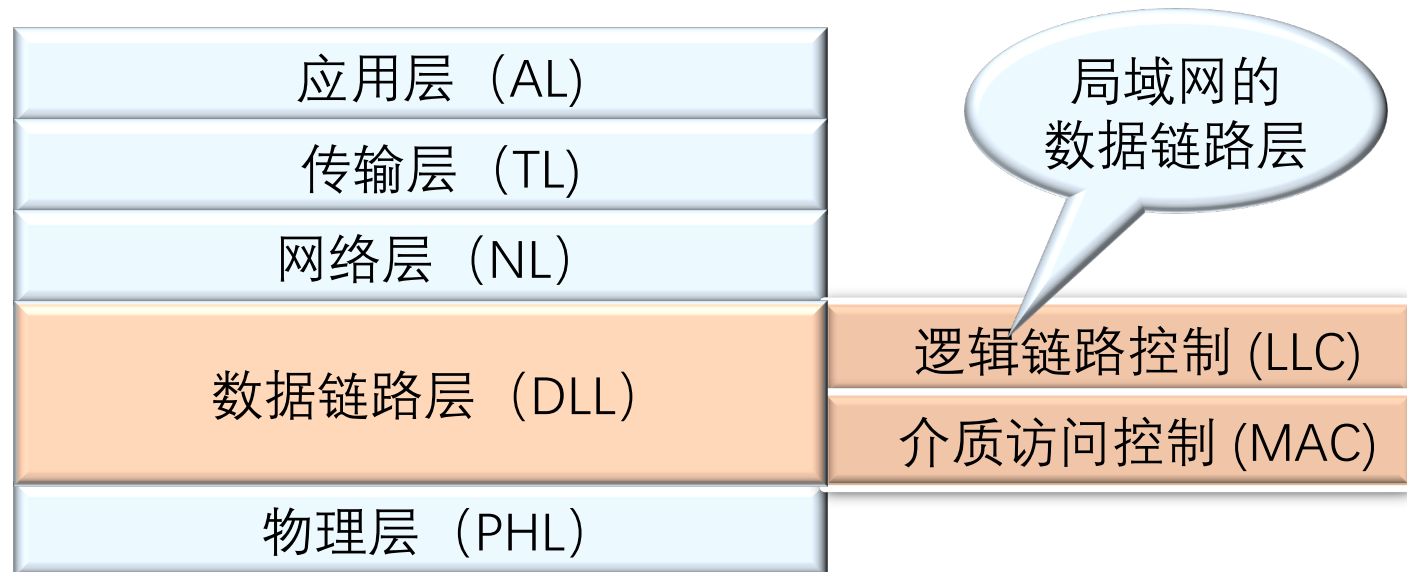 应用层（AL)
传输层（TL)
网络层（NL）
数据链路层（DLL）
物理层（PHL）
局域网的
数据链路层
逻辑链路控制 (LLC)
介质访问控制 (MAC)